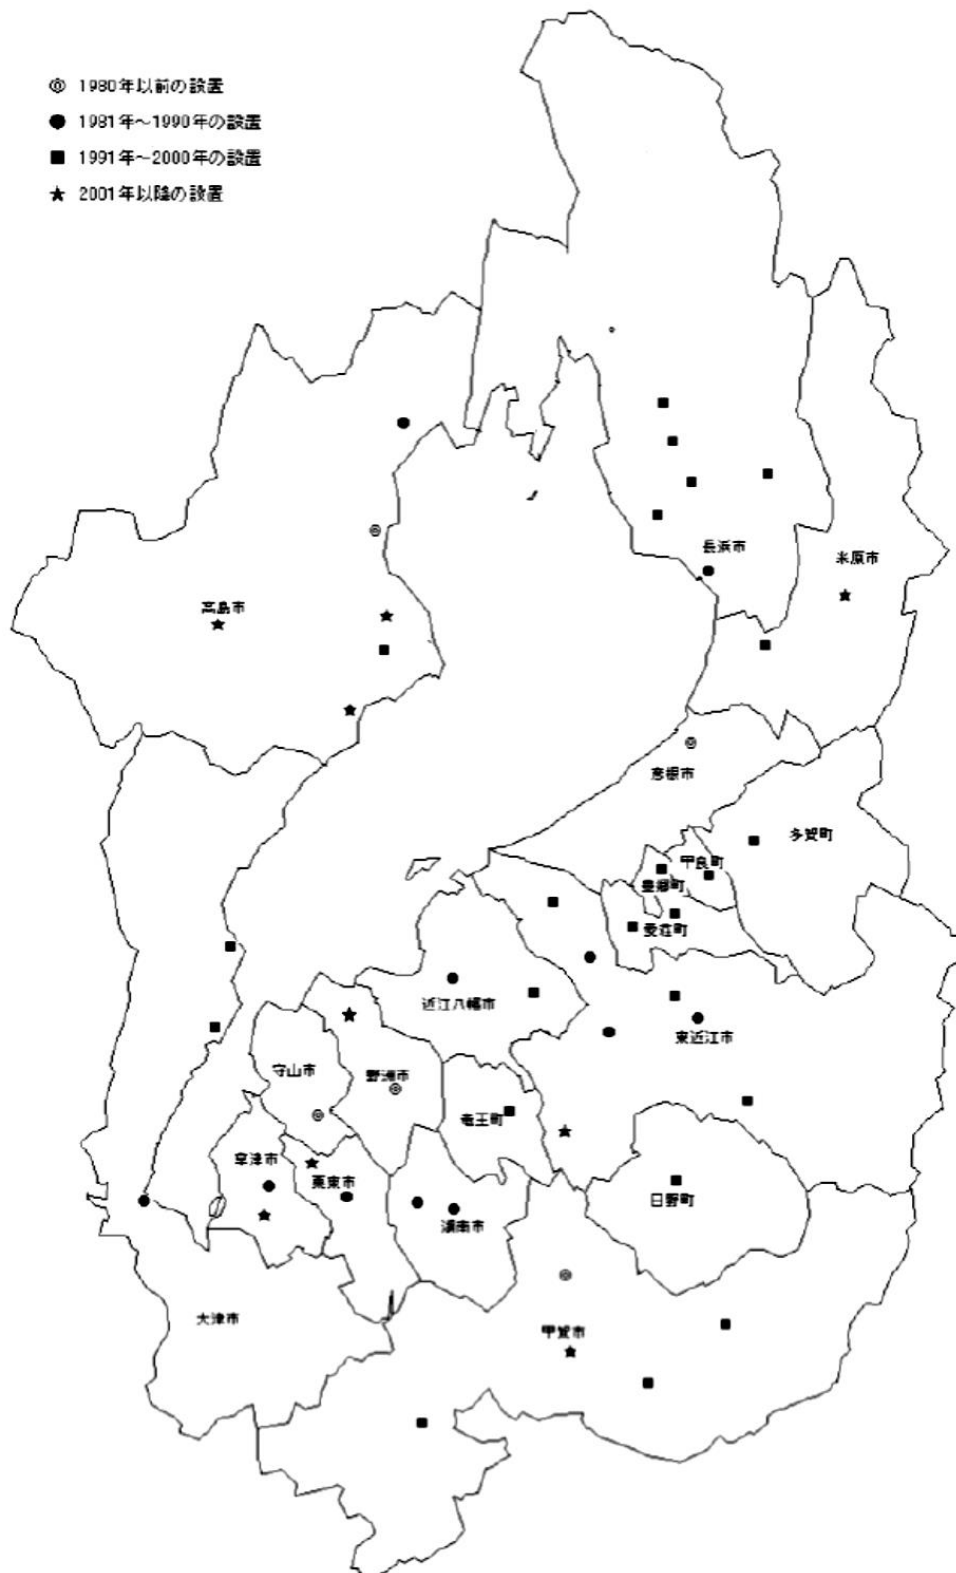 ◎ 1980年以前の設置
● 1981年～1990年の設置
■ 1991年～2000年の設置
★ 2001年以降の設置
長浜市
米原市
高島市
彦根市
多賀町
甲良町
豊郷町
愛荘町
近江八幡市
東近江市
守山市
野洲市
竜王町
草津市
栗東市
日野町
湖南市
大津市
甲賀市